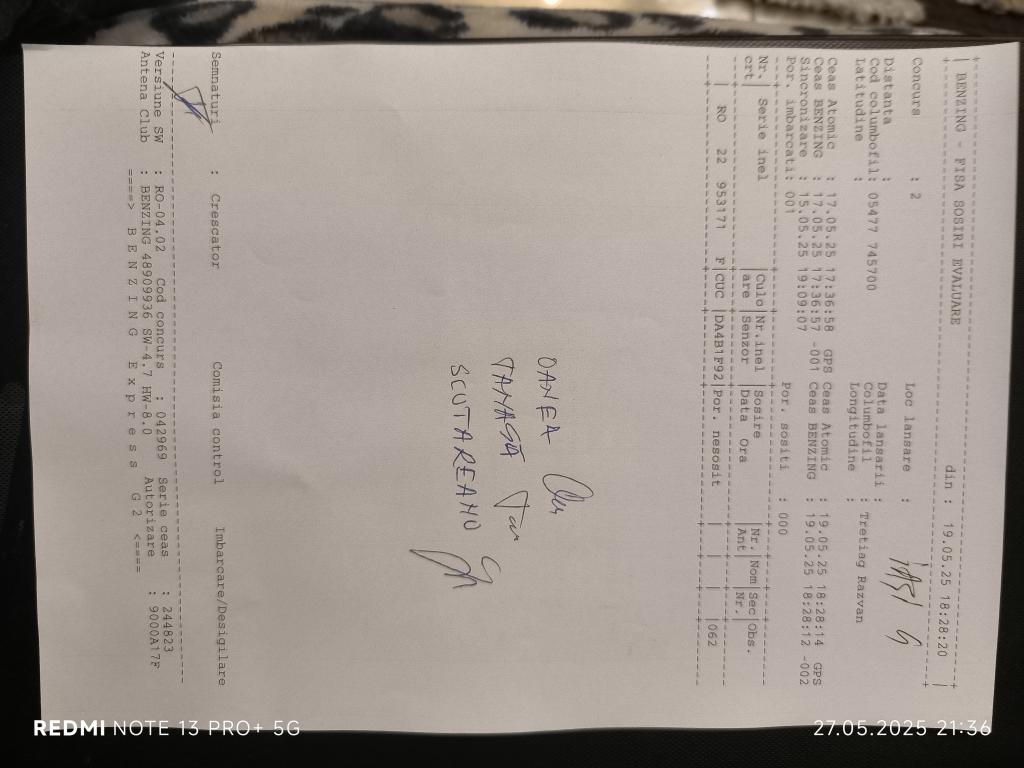 +-----------------------------------------------------------------------------+
| BENZING - FISA SOSIRI EVALUARE din : 19.05.25 18:28:20 |
+-----------------------------------------------------------------------------+
Concurs : 2 Loc lansare : IASI
Distanta : Data lansarii :
Cod columbofil: 05477 745700 Columbofil : Tretiag Razvan
Latitudine : Longitudine :
Ceas Atomic : 17.05.25 17:36:58 GPS Ceas Atomic : 19.05.25 18:28:14 GPS
Ceas BENZING : 17.05.25 17:36:57 -001 Ceas BENZING : 19.05.25 18:28:12 -002
Sincronizare : 15.05.25 19:09:07
Por. imbarcati: 001 Por. sositi : 000
Nr.| Serie inel |Culo|Nr.inel |Sosire |Nr.|Nom|Sec|Obs.
crt| |are |Senzor |Data Ora |Ant|Nr.|
| RO 22 953171 F|CUC |DA4B1F92|Por. nesosit | | | |062
OANEA
TANASĂ
SCUTAREANU
Semnaturi : Crescator Comisia control Imbarcare/Desigilare
Versiune SW : RO-04.02 Cod concurs : 042969 Serie ceas : 244823
Antena Club : BENZING 48909936 SW-4.7 HW-8.0 Autorizare : 9000A17F
====> B E N Z I N G E x p r e s s G 2 <====
REDMI NOTE 13 PRO+ 5G
27.05.2025 21:36